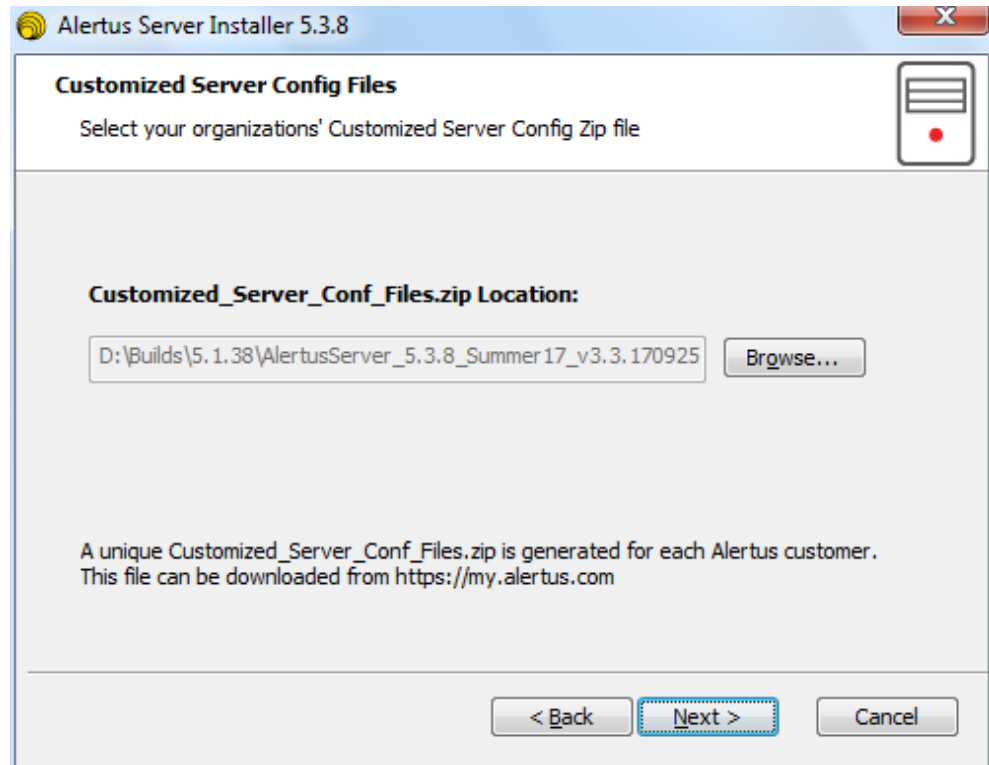 Alertus Server Installer 5.3.8
Customized Server Config Files
Select your organizations' Customized Server Config Zip file
Customized_Server_Conf_Files.zip Location:
D:\Builds\5.1.38\AlertusServer_5.3.8_Summer17_v3.3.170925
Browse...
A unique Customized_Server_Conf_Files.zip is generated for each Alertus customer.
This file can be downloaded from https://my.alertus.com
< Back
Next >
Cancel